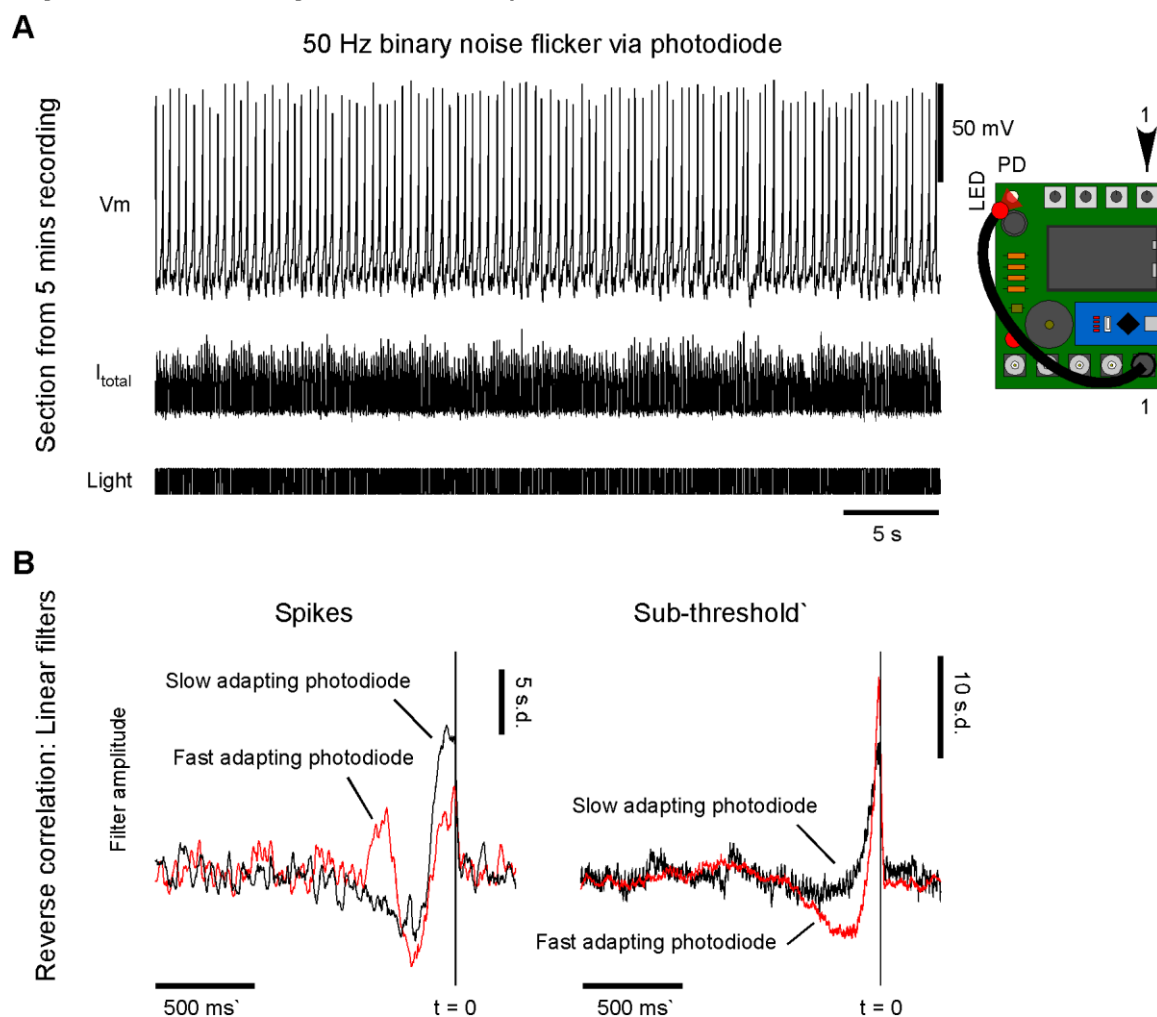 A
50 Hz binary noise flicker via photodiode
Section from 5 mins recording
Vm
50 mV
I_total
Light
5 s
LED
PD
1
1
B
Reverse correlation: Linear filters
Spikes
Sub-threshold`
Slow adapting photodiode
Fast adapting photodiode
5 s.d.
Filter amplitude
500 ms`
t = 0
10 s.d.
Slow adapting photodiode
Fast adapting photodiode
500 ms`
t = 0